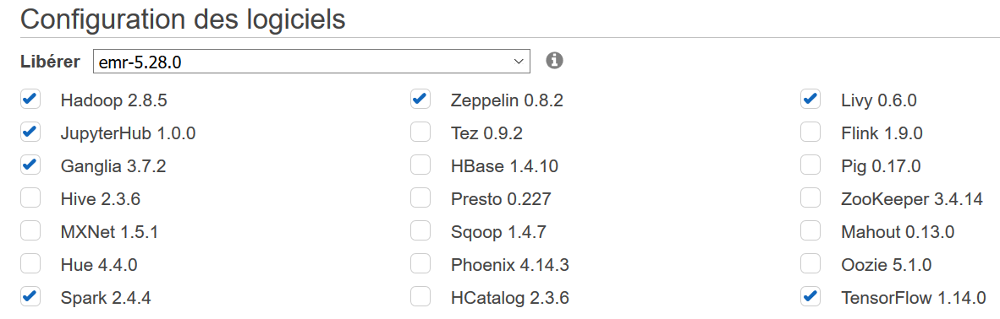 Configuration des logiciels
Libérer emr-5.28.0
Hadoop 2.8.5 Zeppelin 0.8.2 Livy 0.6.0
JupyterHub 1.0.0 Tez 0.9.2 Flink 1.9.0
Ganglia 3.7.2 HBase 1.4.10 Pig 0.17.0
Hive 2.3.6 Presto 0.227 ZooKeeper 3.4.14
MXNet 1.5.1 Sqoop 1.4.7 Mahout 0.13.0
Hue 4.4.0 Phoenix 4.14.3 Oozie 5.1.0
Spark 2.4.4 HCatalog 2.3.6 TensorFlow 1.14.0